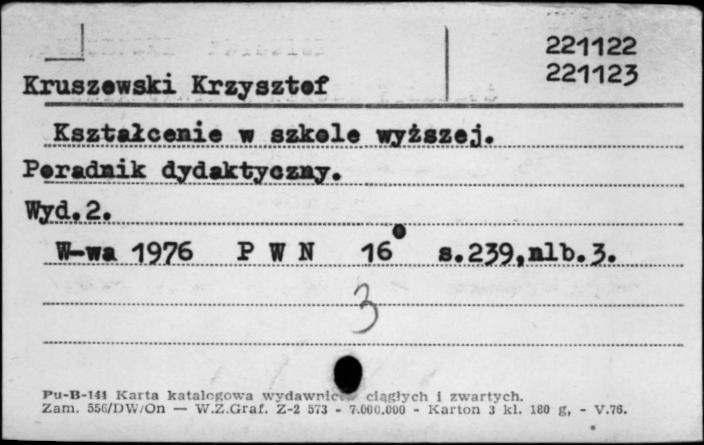 221122
221123
Kruszewski Krzysztof
Kształcenie w szkole wyższej.
Poradnik dydaktyczny.
Wyd.2.
W-wa 1976 P W N 16° s.239,nlb.3.
3
Pu-B-141 Karta katalogowa wydawnictw ciągłych i zwartych.
Zam. 556/DW/On — W.Z.Graf. Z-2 573 - 7.000.000 - Karton 3 kl. 180 g, - V.76.